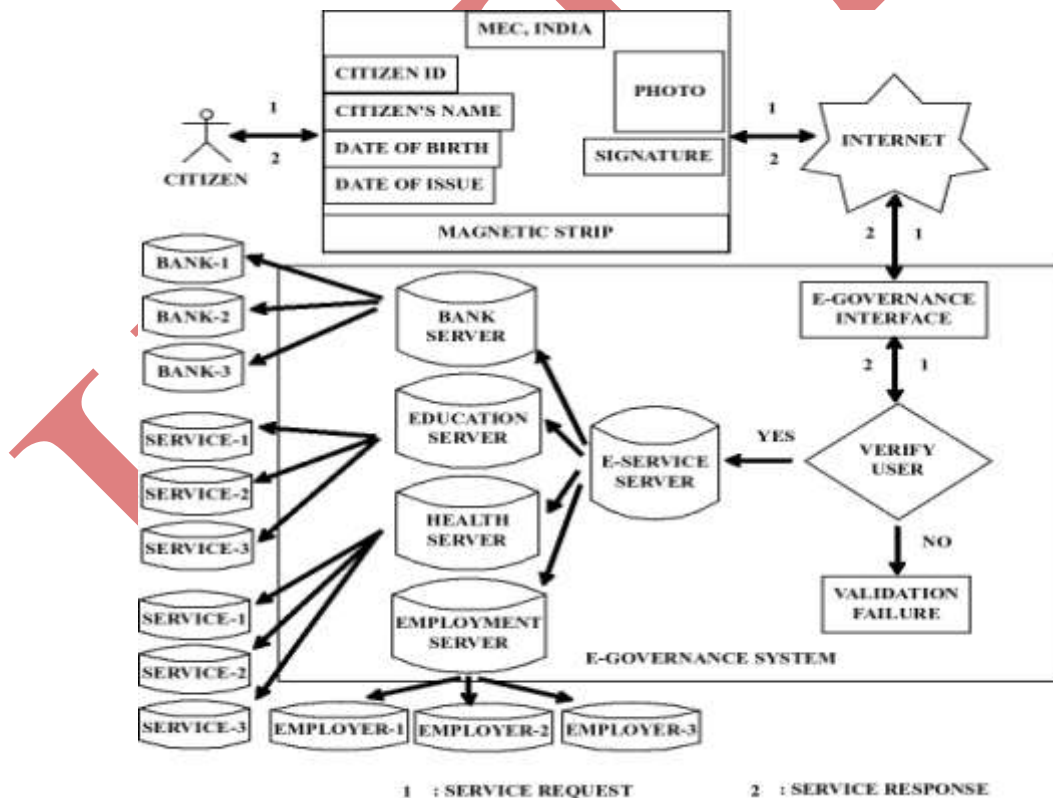 MEC, INDIA
CITIZEN ID
CITIZEN'S NAME
DATE OF BIRTH
DATE OF ISSUE
PHOTO
SIGNATURE
MAGNETIC STRIP
1
2
CITIZEN
1
2
INTERNET
2 1
E-GOVERNANCE
INTERFACE
2 1
VERIFY
USER
YES
NO
VALIDATION
FAILURE
E-SERVICE
SERVER
BANK
SERVER
EDUCATION
SERVER
HEALTH
SERVER
EMPLOYMENT
SERVER
E-GOVERNANCE SYSTEM
BANK-1
BANK-2
BANK-3
SERVICE-1
SERVICE-2
SERVICE-3
SERVICE-1
SERVICE-2
SERVICE-3
EMPLOYER-1
EMPLOYER-2
EMPLOYER-3
1 : SERVICE REQUEST
2 : SERVICE RESPONSE